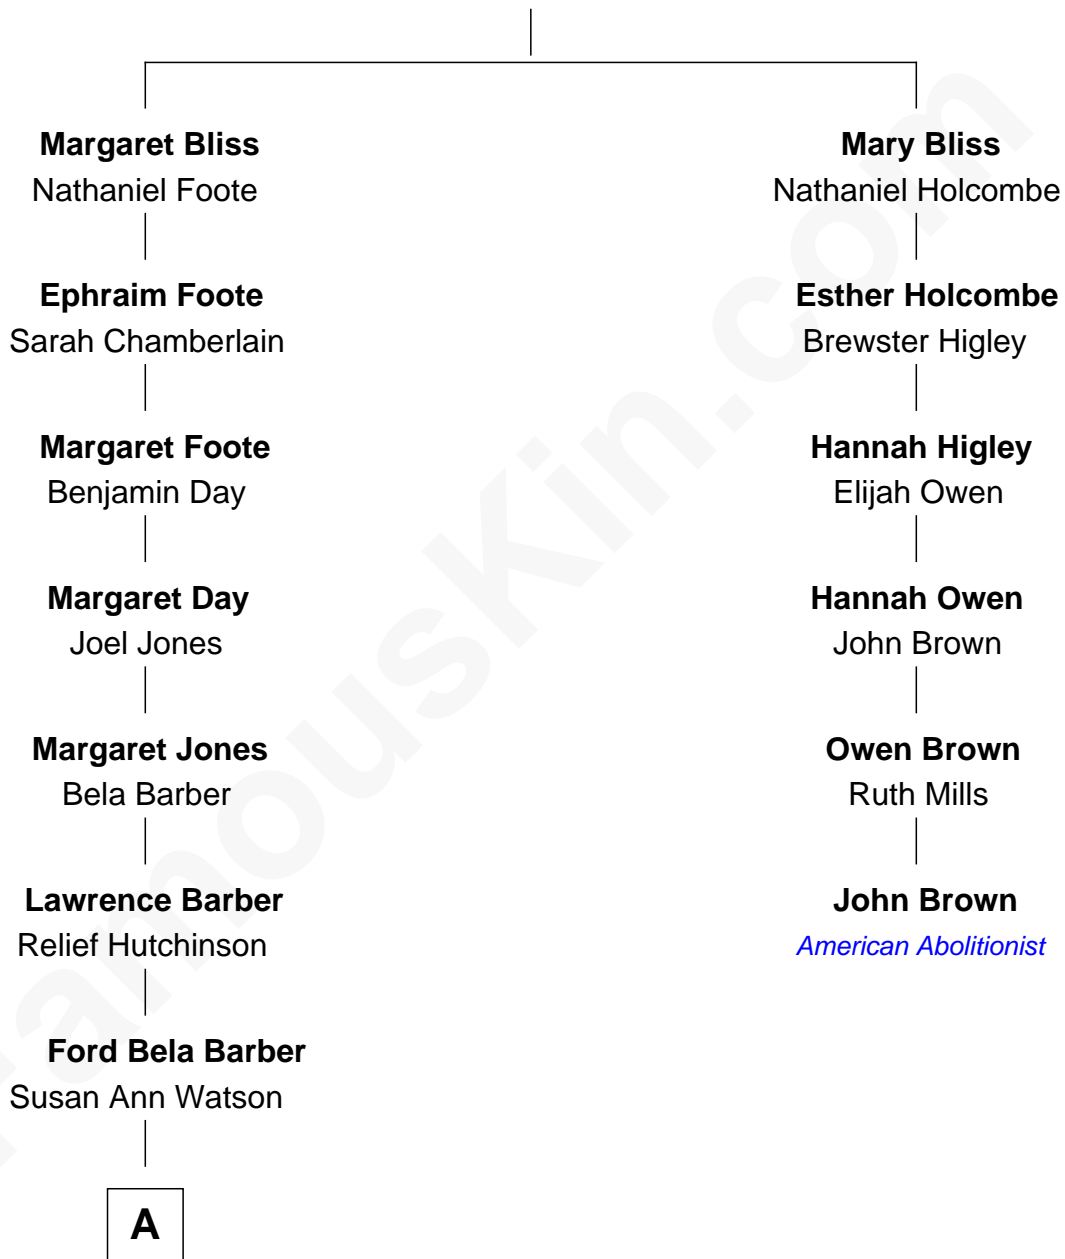 Margaret Bliss
Nathaniel Foote
Ephraim Foote
Sarah Chamberlain
Margaret Foote
Benjamin Day
Margaret Day
Joel Jones
Margaret Jones
Bela Barber
Lawrence Barber
Relief Hutchinson
Ford Bela Barber
Susan Ann Watson
A
Mary Bliss
Nathaniel Holcombe
Esther Holcombe
Brewster Higley
Hannah Higley
Elijah Owen
Hannah Owen
John Brown
Owen Brown
Ruth Mills
John Brown
American Abolitionist
FamousKin.com